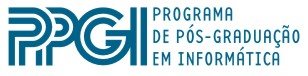 PPGI
PROGRAMA
DE PÓS-GRADUAÇÃO
EM INFORMÁTICA